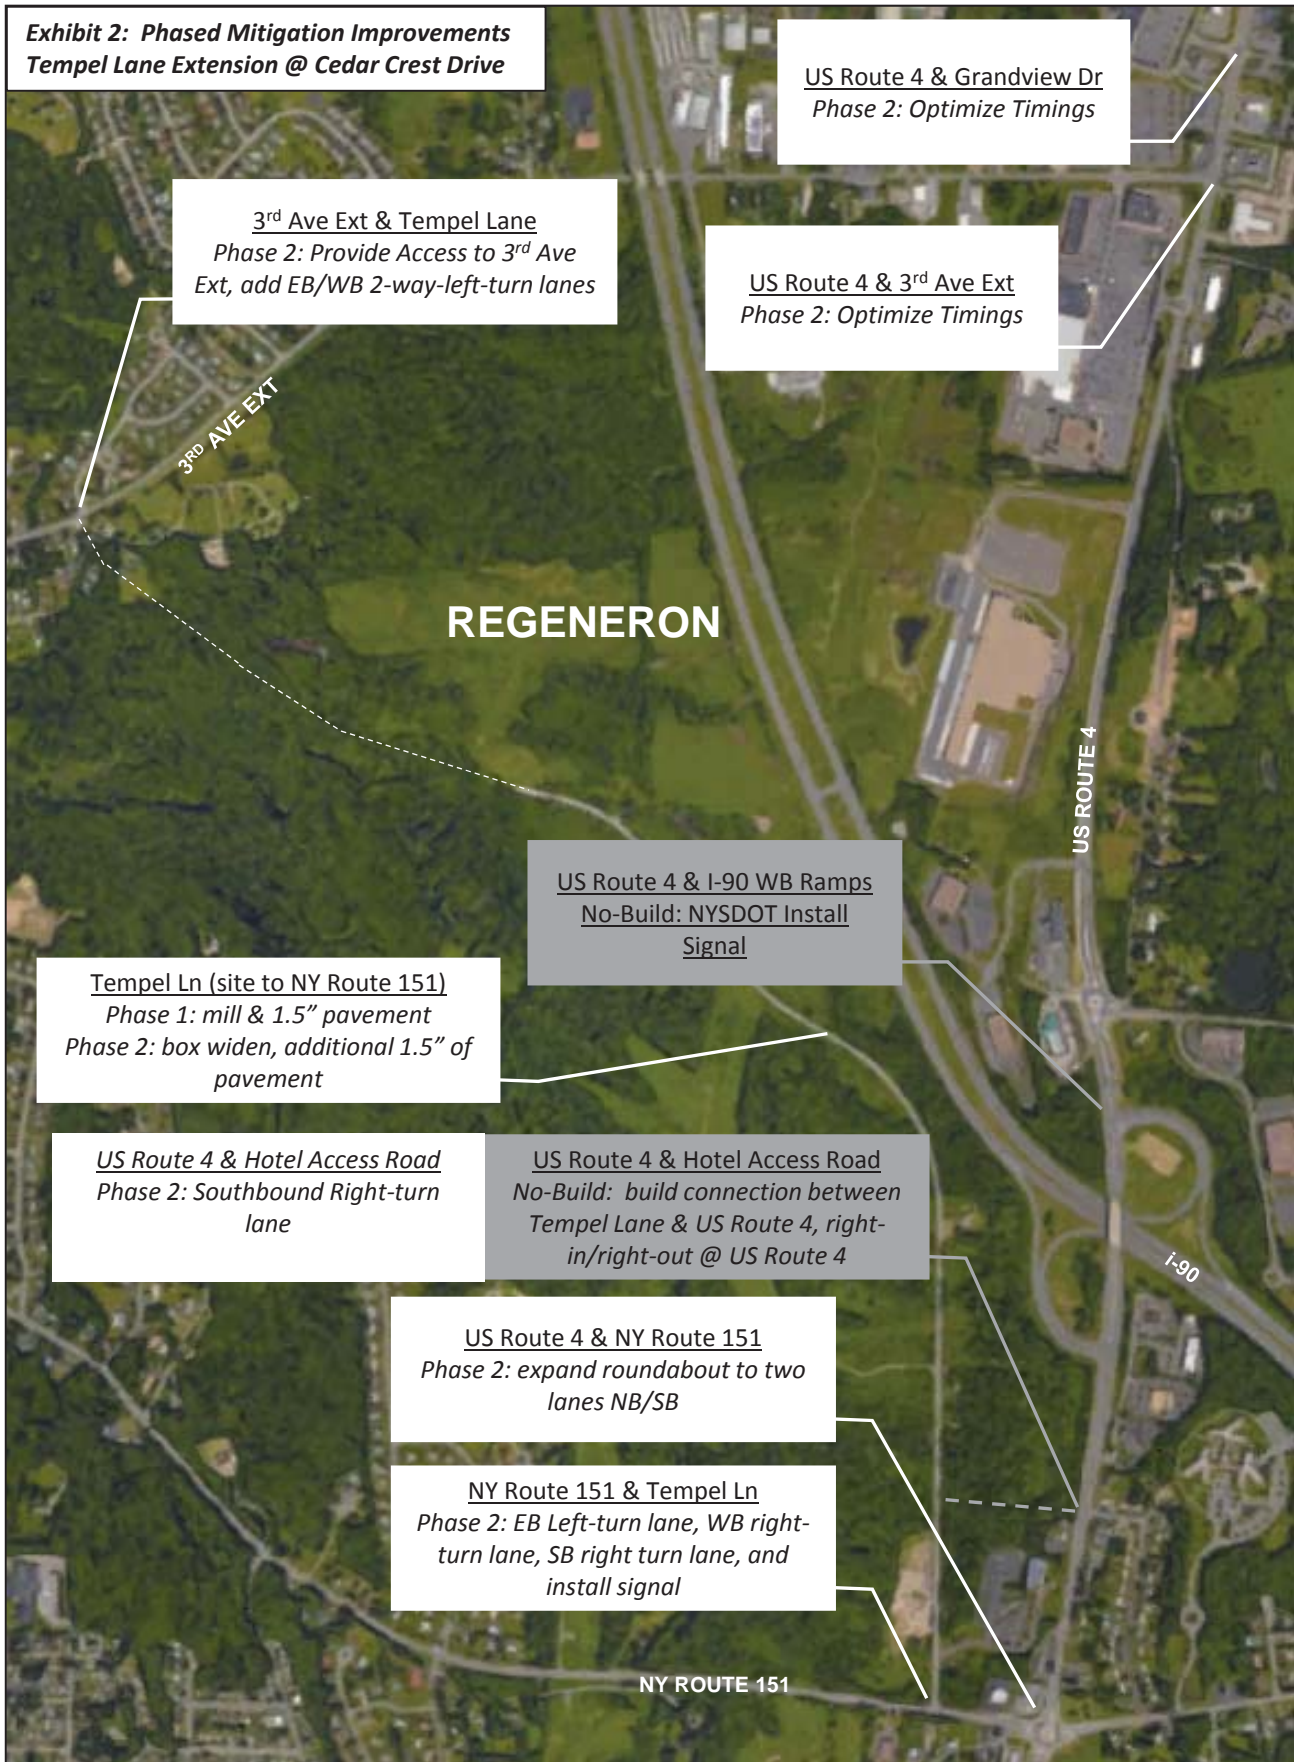 Exhibit 2:  Phased Mitigation Improvements
Tempel Lane Extension @ Cedar Crest Drive
US Route 4 & Grandview Dr
Phase 2: Optimize Timings
3rd Ave Ext & Tempel Lane
Phase 2: Provide Access to 3rd Ave
Ext, add EB/WB 2-way-left-turn lanes
US Route 4 & 3rd Ave Ext
Phase 2: Optimize Timings
3RD AVE EXT
REGENERON
US ROUTE 4
US Route 4 & I-90 WB Ramps
No-Build: NYSDOT Install
Signal
Tempel Ln (site to NY Route 151)
Phase 1: mill & 1.5” pavement
Phase 2: box widen, additional 1.5” of
pavement
US Route 4 & Hotel Access Road
Phase 2: Southbound Right-turn
lane
US Route 4 & Hotel Access Road
No-Build:  build connection between
Tempel Lane & US Route 4, right-
in/right-out @ US Route 4
i-90
US Route 4 & NY Route 151
Phase 2: expand roundabout to two
lanes NB/SB
NY Route 151 & Tempel Ln
Phase 2: EB Left-turn lane, WB right-
turn lane, SB right turn lane, and
install signal
NY ROUTE 151